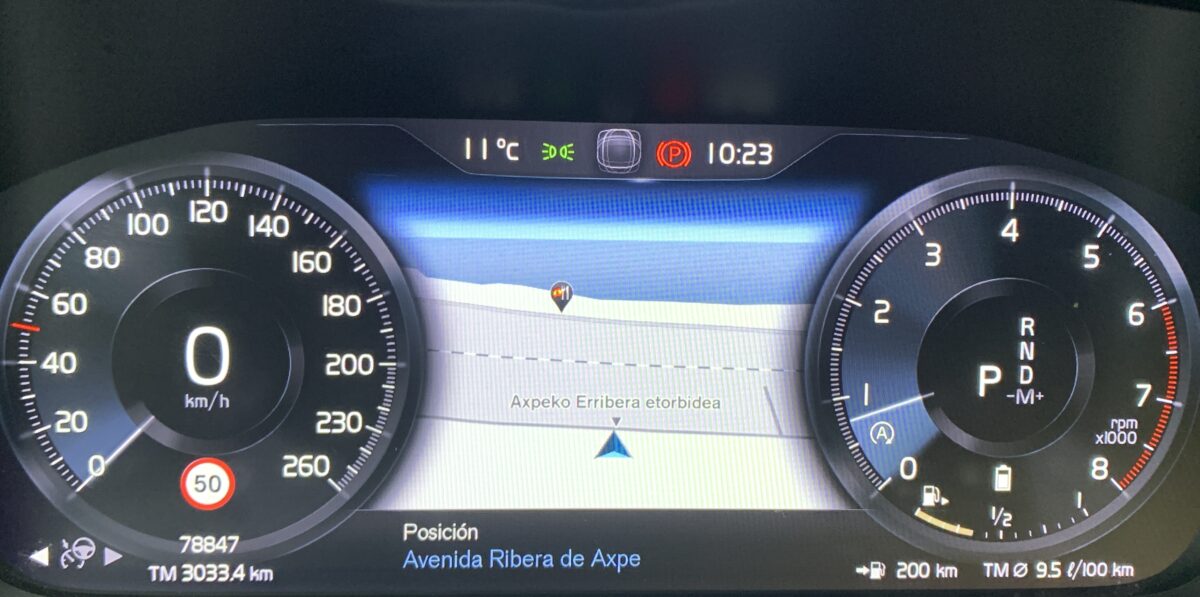 11°C
P
10:23
0
20
40
60
80
100
120
140
160
180
200
230
260
0
km/h
50
78847
TM 3033.4 km
Axpeko Erribera etorbidea
Posición
Avenida Ribera de Axpe
0
1
2
3
4
5
6
7
8
rpm
x1000
R
N
P D
-M+
A
1/2
1
200 km
TM Ø 9.5 ℓ/100 km